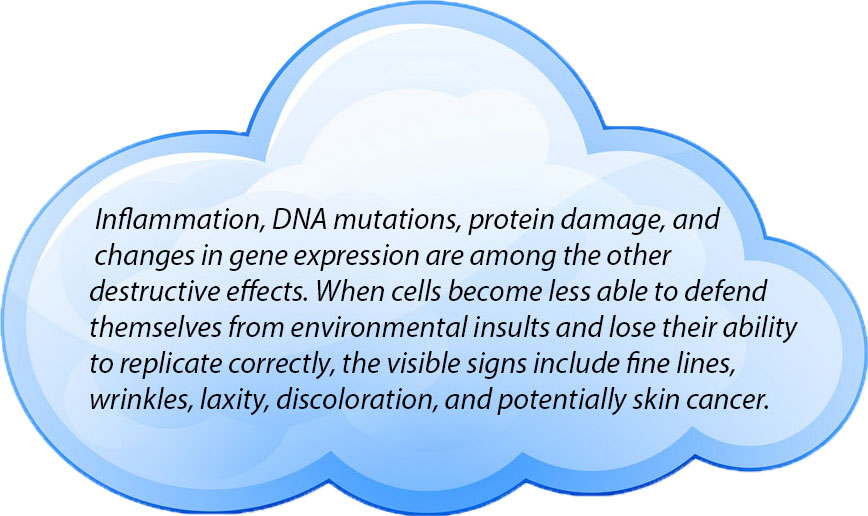 Inflammation, DNA mutations, protein damage, and
changes in gene expression are among the other
destructive effects. When cells become less able to defend
themselves from environmental insults and lose their ability
to replicate correctly, the visible signs include fine lines,
wrinkles, laxity, discoloration, and potentially skin cancer.